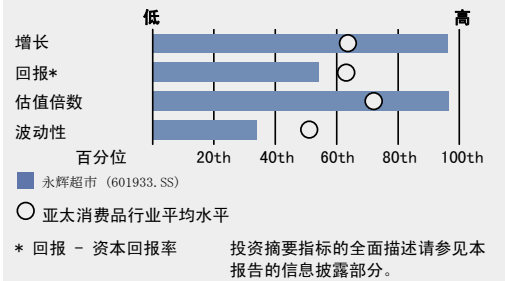 低 高
增长
回报*
估值倍数
波动性
百分位 20th 40th 60th 80th 100th
永辉超市 (601933.SS)
亚太消费品行业平均水平
* 回报 - 资本回报率 投资摘要指标的全面描述请参见本
报告的信息披露部分。